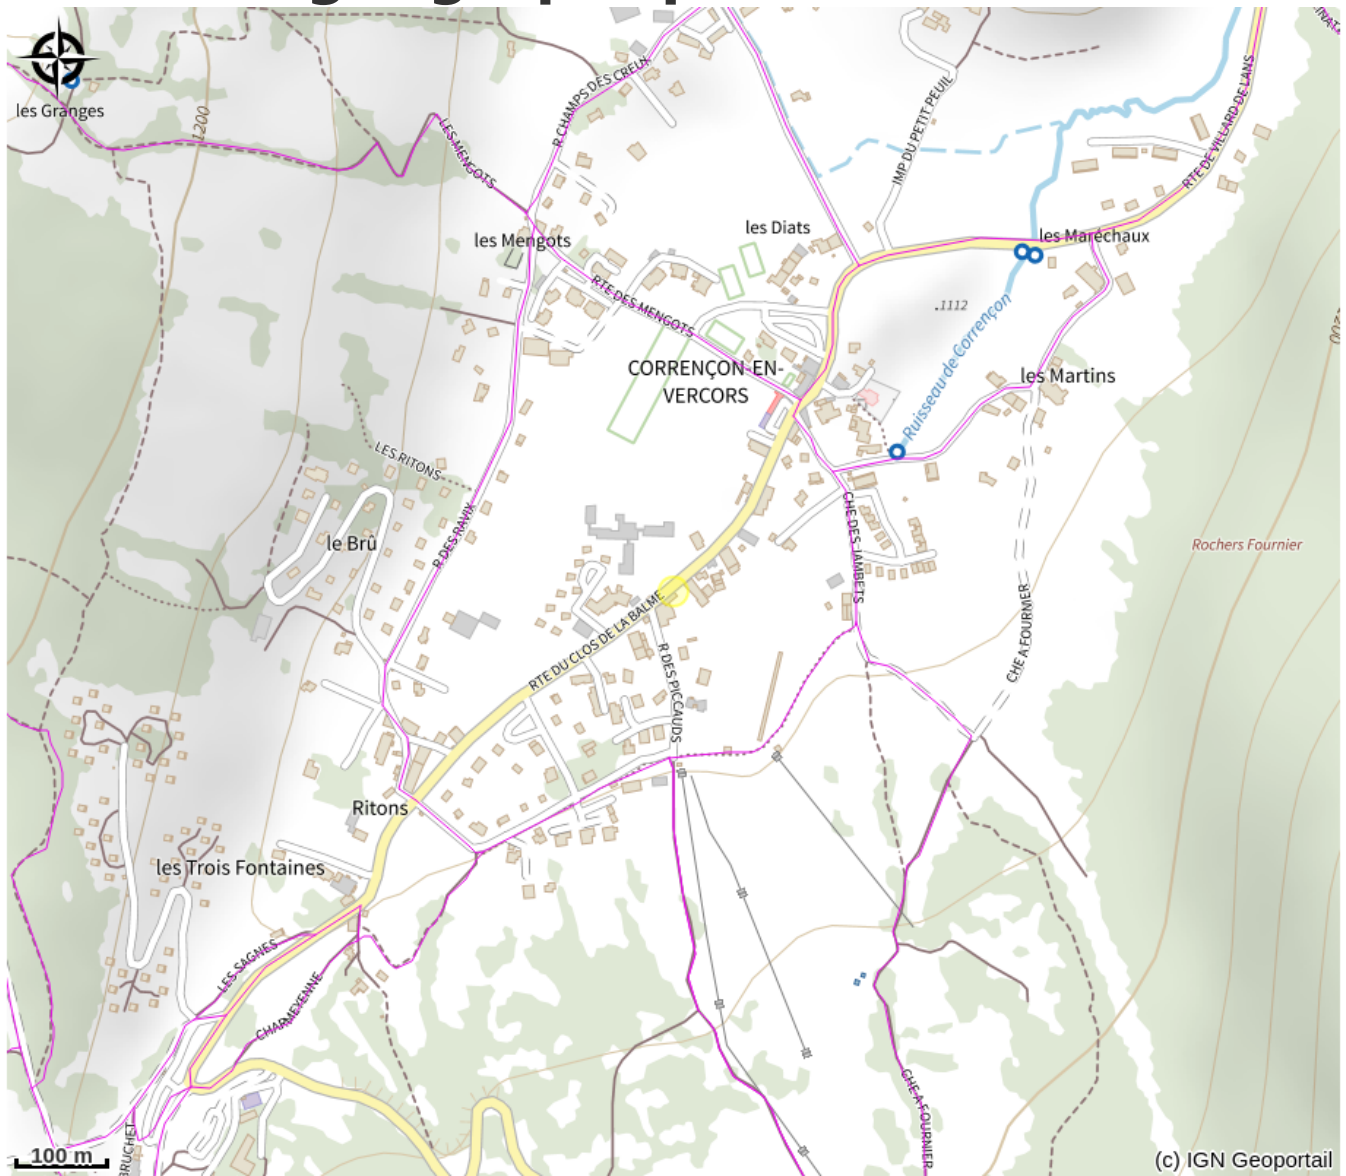 les Granges
1200
LES MENGOTS
R CHAMPS DES CREUX
IMP DU PETIT PEUIL
RTE DE VILLARD DE LANS
les Mengots
les Diats
les Maréchaux
RTE DES MENGOTS
.1112
Ruisseau de Corrençon
CORRENÇON-EN-
VERCORS
les Martins
LES RITONS
le Brû
R DES RAVIX
CHE DES JAMBETS
Rochers Fournier
CHE A FOURNIER
RTE DU CLOS DE LA BALME
R DES PICCAUDS
Ritons
les Trois Fontaines
LES SAGNES
CHARMEYENNE
CHE A FOURNIER
BRUCHET
100 m
(c) IGN Geoportail